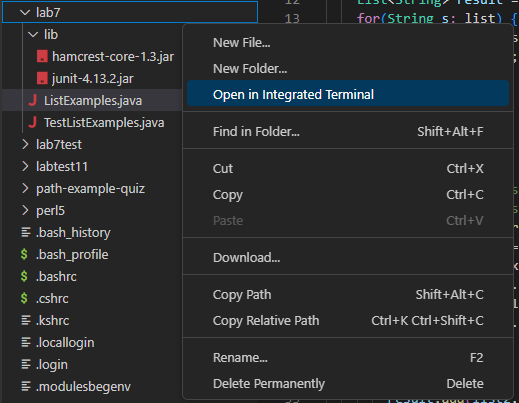 lab7
lib
hamcrest-core-1.3.jar
junit-4.13.2.jar
ListExamples.java
TestListExamples.java
lab7test
labtest11
path-example-quiz
perl5
.bash_history
.bash_profile
.bashrc
.cshrc
.kshrc
.locallogin
.login
.modulesbegenv
New File...
New Folder...
Open in Integrated Terminal
Find in Folder... Shift+Alt+F
Cut Ctrl+X
Copy Ctrl+C
Paste Ctrl+V
Download...
Copy Path Shift+Alt+C
Copy Relative Path Ctrl+K Ctrl+Shift+C
Rename... F2
Delete Permanently Delete
12 List<String> result =
13 for(String s: list) {